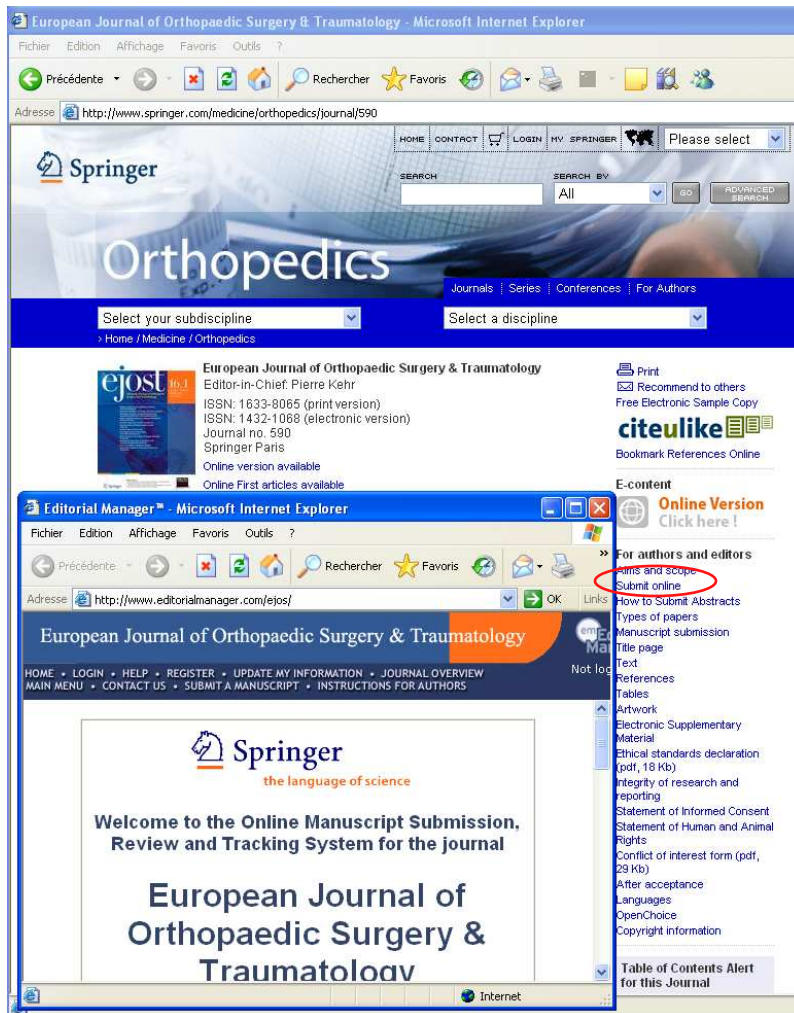 European Journal of Orthopaedic Surgery & Traumatology - Microsoft Internet Explorer
Fichier Edition Affichage Favoris Outils ?
Précédente Rechercher Favoris
Adresse http://www.springer.com/medicine/orthopedics/journal/590
HOME CONTACT LOGIN MY SPRINGER Please select
Springer
SEARCH SEARCH BY
All GO ADVANCED SEARCH
Orthopedics
Journals Series Conferences For Authors
Select your subdiscipline Select a discipline
› Home / Medicine / Orthopedics
ejost 16.1
European Journal of Orthopaedic Surgery & Traumatology
Editor-in-Chief: Pierre Kehr
ISSN: 1633-8065 (print version)
ISSN: 1432-1068 (electronic version)
Journal no. 590
Springer Paris
Online version available
Online First articles available
Print
Recommend to others
Free Electronic Sample Copy
citeulike
Bookmark References Online
E-content
Online Version
Click here !
For authors and editors
Aims and scope
Submit online
How to Submit Abstracts
Types of papers
Manuscript submission
Title page
Text
References
Tables
Artwork
Electronic Supplementary
Material
Ethical standards declaration
(pdf, 18 Kb)
Integrity of research and
reporting
Statement of Informed Consent
Statement of Human and Animal
Rights
Conflict of interest form (pdf,
29 Kb)
After acceptance
Languages
OpenChoice
Copyright information
Table of Contents Alert
for this Journal
Editorial Manager™ - Microsoft Internet Explorer
Fichier Edition Affichage Favoris Outils ?
Précédente Rechercher Favoris »
Adresse http://www.editorialmanager.com/ejos/ OK Links
European Journal of Orthopaedic Surgery & Traumatology
em
Not log
HOME • LOGIN • HELP • REGISTER • UPDATE MY INFORMATION • JOURNAL OVERVIEW
MAIN MENU • CONTACT US • SUBMIT A MANUSCRIPT • INSTRUCTIONS FOR AUTHORS
Springer
the language of science
Welcome to the Online Manuscript Submission,
Review and Tracking System for the journal
European Journal of
Orthopaedic Surgery &
Traumatology
Internet